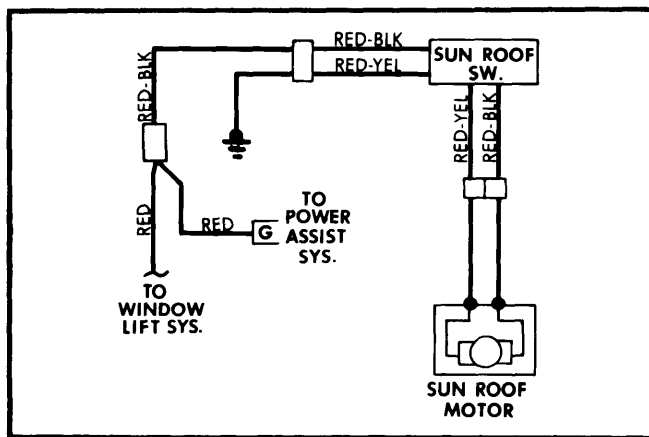 RED-BLK
RED-YEL
SUN ROOF
SW.
RED-BLK
RED-YEL
RED-BLK
RED
RED
G
TO
POWER
ASSIST
SYS.
TO
WINDOW
LIFT SYS.
SUN ROOF
MOTOR